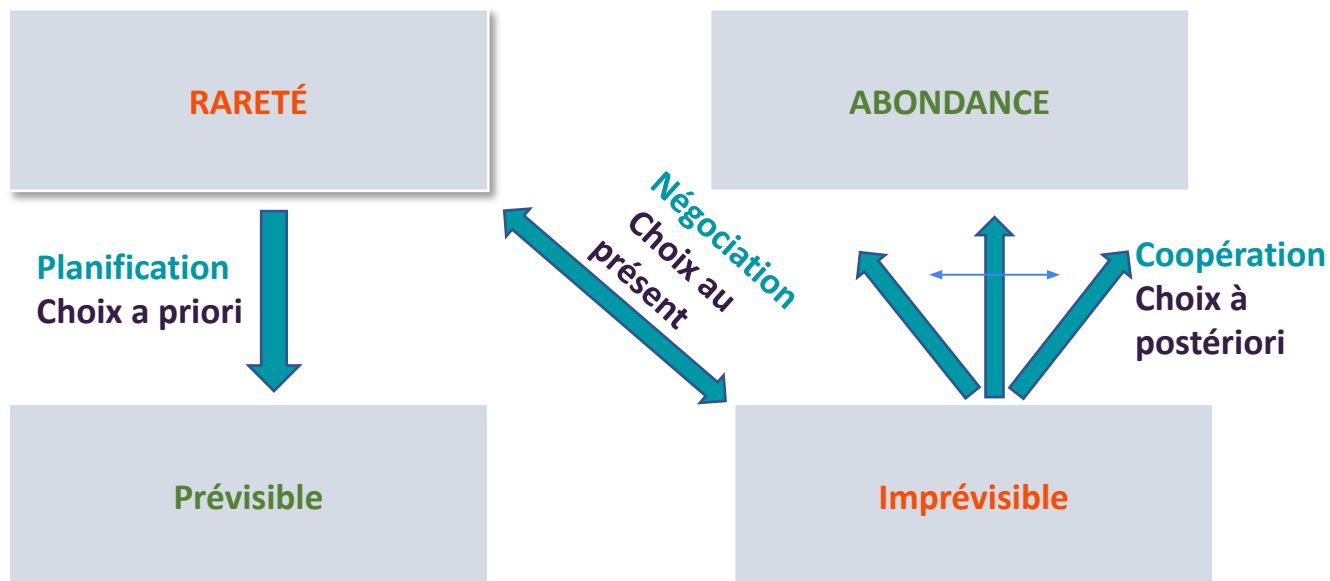 RARETÉ
ABONDANCE
Planification
Choix a priori
Négociation
Choix au
présent
Coopération
Choix à
postériori
Prévisible
Imprévisible